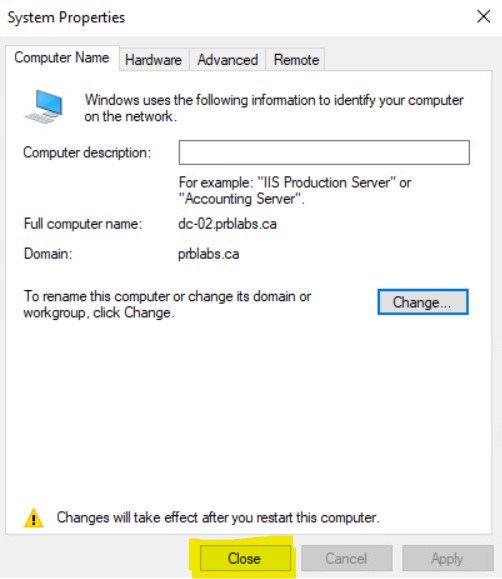 System Properties
Computer Name Hardware Advanced Remote
Windows uses the following information to identify your computer
on the network.
Computer description:
For example: "IIS Production Server" or
"Accounting Server".
Full computer name: dc-02.prblabs.ca
Domain: prblabs.ca
To rename this computer or change its domain or
workgroup, click Change.
Change...
Changes will take effect after you restart this computer.
Close Cancel Apply